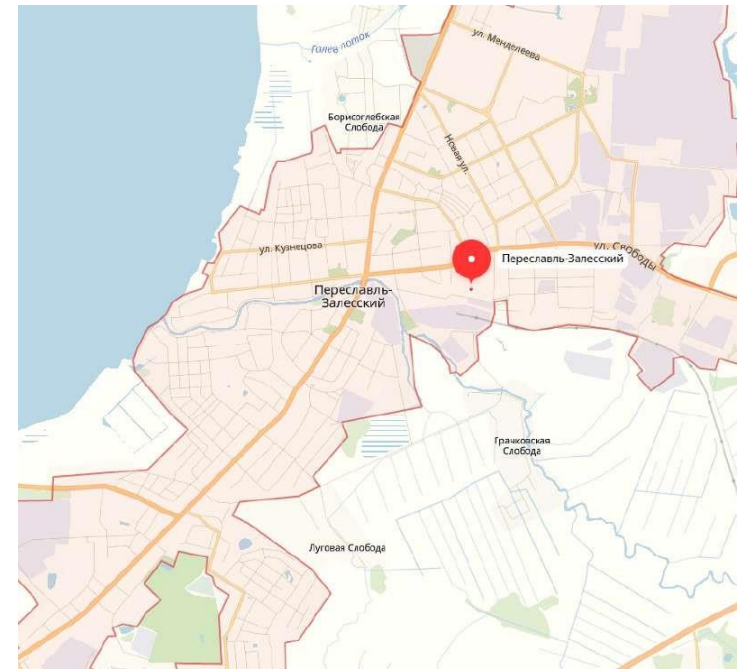 ул. Менделеева
Голев поток
Борисоглебская
Слобода
Новая ул.
ул. Кузнецова
ул. Свободы
Переславль-Залесский
Переславль-
Залесский
Грачковская
Слобода
Луговая Слобода